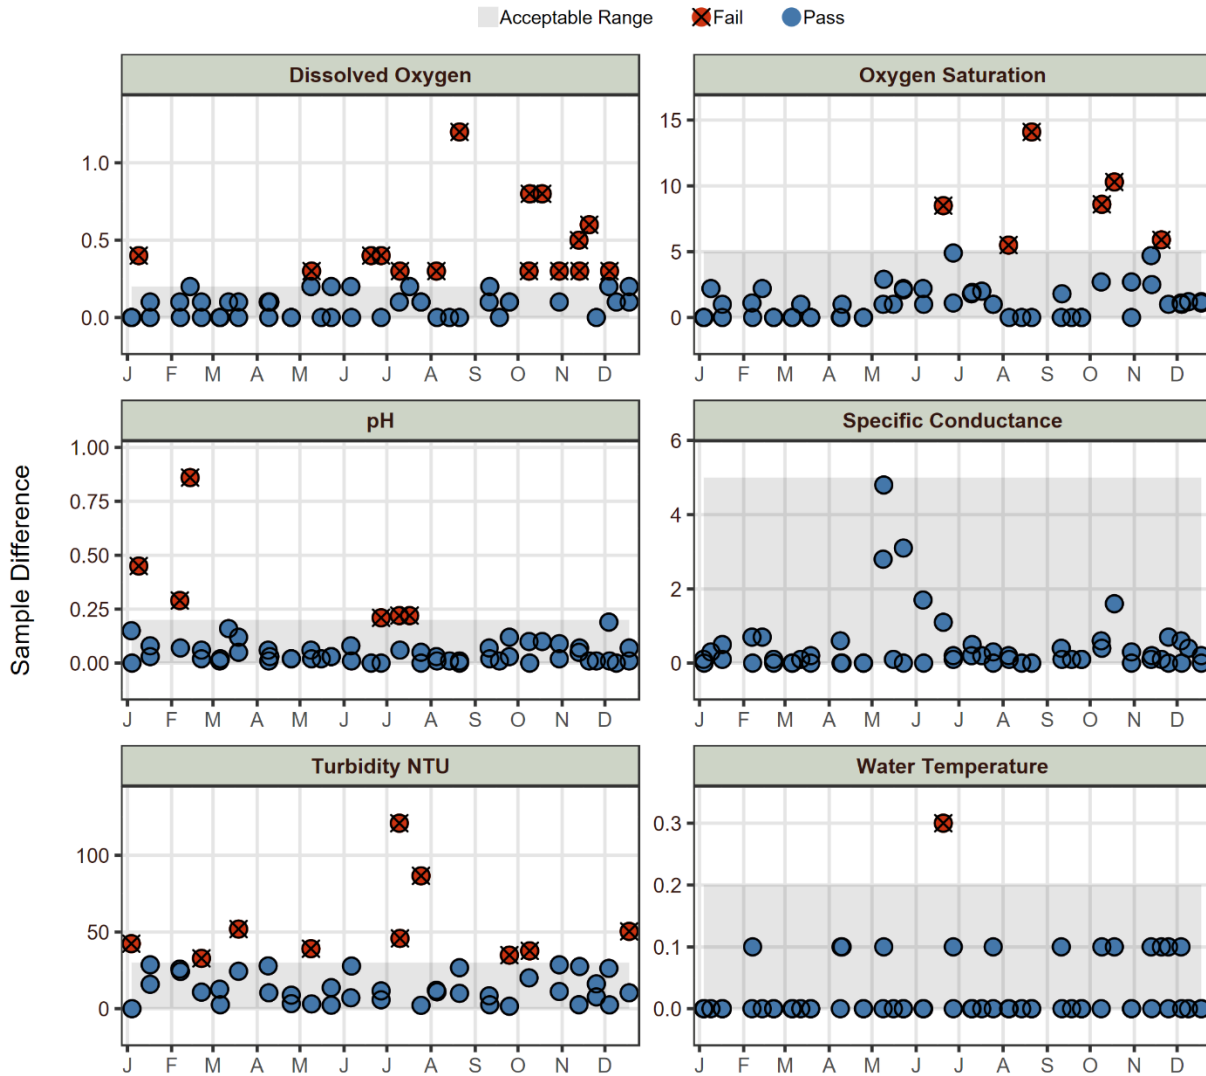 Acceptable Range Fail Pass
Dissolved Oxygen Oxygen Saturation
1.0
0.5
0.0
15
10
5
0
J F M A M J J A S O N D J F M A M J J A S O N D
pH Specific Conductance
1.00
0.75
0.50
0.25
0.00
6
4
2
0
J F M A M J J A S O N D J F M A M J J A S O N D
Sample Difference
Turbidity NTU Water Temperature
100
50
0
0.3
0.2
0.1
0.0
J F M A M J J A S O N D J F M A M J J A S O N D